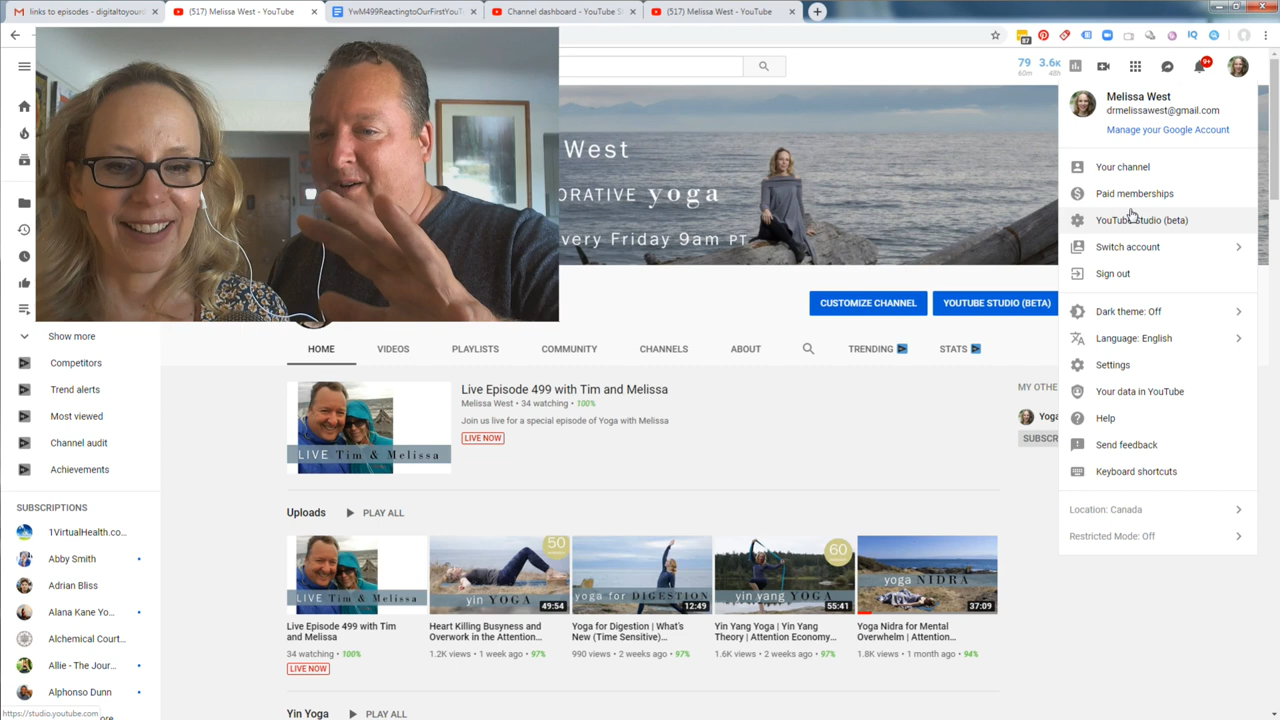 links to episodes - digitaltoyour
(517) Melissa West - YouTube
YwM499ReactingtoOurFirstYouT
Channel dashboard - YouTube S
(517) Melissa West - YouTube
87
IQ
79 3.6K
60m 48h
9+
West
ORATIVE yoga
every Friday 9am PT
Melissa West
drmelissawest@gmail.com
Manage your Google Account
Your channel
Paid memberships
YouTube Studio (beta)
Switch account
Sign out
Dark theme: Off
Language: English
Settings
Your data in YouTube
Help
Send feedback
Keyboard shortcuts
Location: Canada
Restricted Mode: Off
CUSTOMIZE CHANNEL
YOUTUBE STUDIO (BETA)
HOME VIDEOS PLAYLISTS COMMUNITY CHANNELS ABOUT TRENDING STATS
Show more
Competitors
Trend alerts
Most viewed
Channel audit
Achievements
SUBSCRIPTIONS
1VirtualHealth.co...
Abby Smith
Adrian Bliss
Alana Kane Yo...
Alchemical Court...
Allie - The Jour...
Alphonso Dunn
https://studio.youtube.com
ore
LIVE Tim & Melissa
Live Episode 499 with Tim and Melissa
Melissa West • 34 watching • 100%
Join us live for a special episode of Yoga with Melissa
LIVE NOW
MY OTHE
Yoga
SUBSCR
Uploads PLAY ALL
LIVE Tim & Melissa
Live Episode 499 with Tim
and Melissa
34 watching • 100%
LIVE NOW
50
yin YOGA
49:54
Heart Killing Busyness and
Overwork in the Attention...
1.2K views • 1 week ago • 97%
yoga for DIGESTION
12:49
Yoga for Digestion | What's
New (Time Sensitive)...
990 views • 2 weeks ago • 97%
60
yin yang YOGA
55:41
Yin Yang Yoga | Yin Yang
Theory | Attention Economy...
1.6K views • 2 weeks ago • 97%
yoga NIDRA
37:09
Yoga Nidra for Mental
Overwhelm | Attention...
1.8K views • 1 month ago • 94%
Yin Yoga PLAY ALL